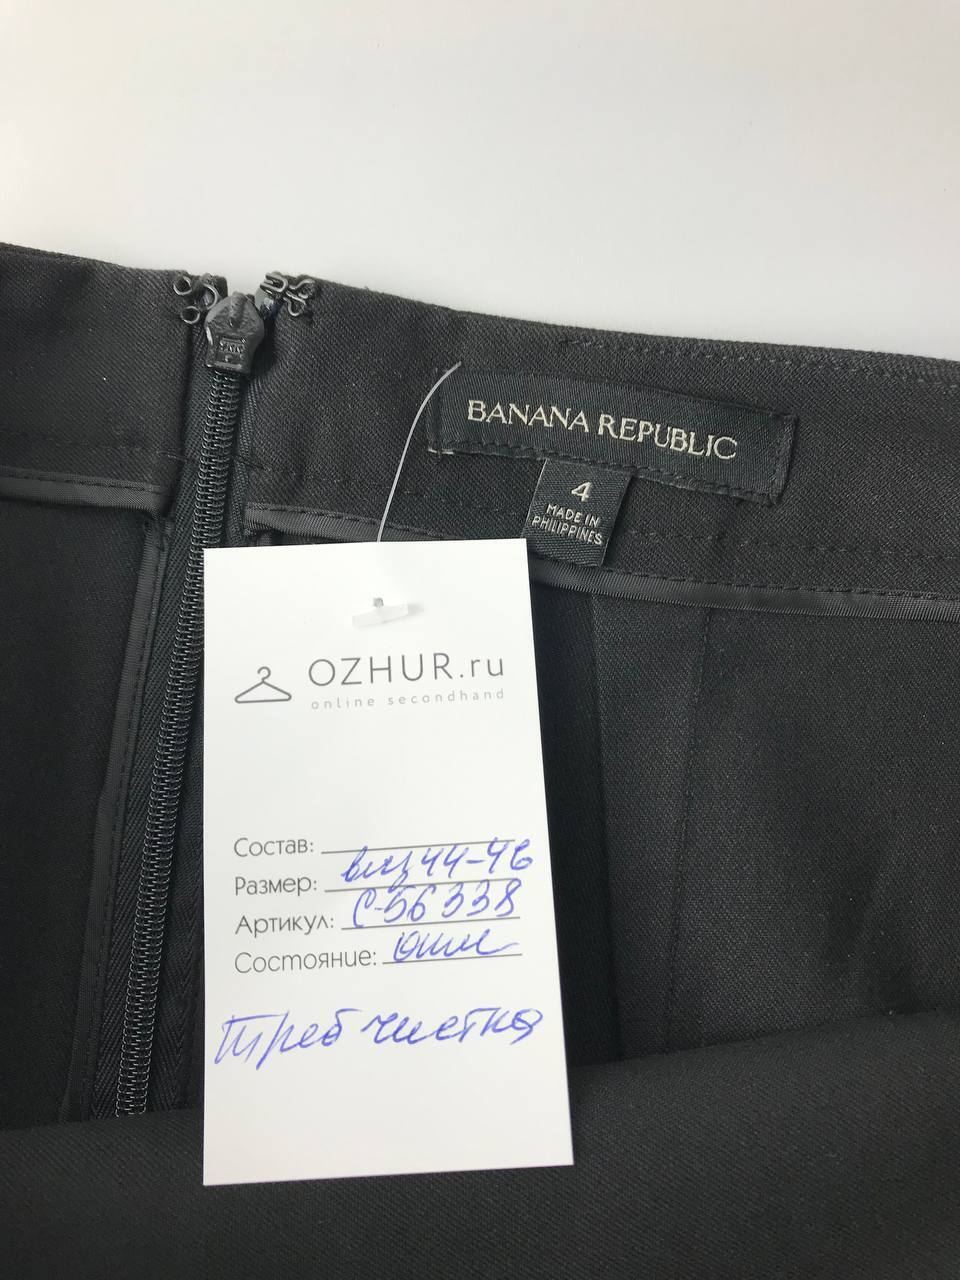 BANANA REPUBLIC
4
MADE IN
PHILIPPINES
OZHUR.ru
online secondhand
Состав:
Размер: виз 44-46
Артикул: С-56338
Состояние:
Треб чистка